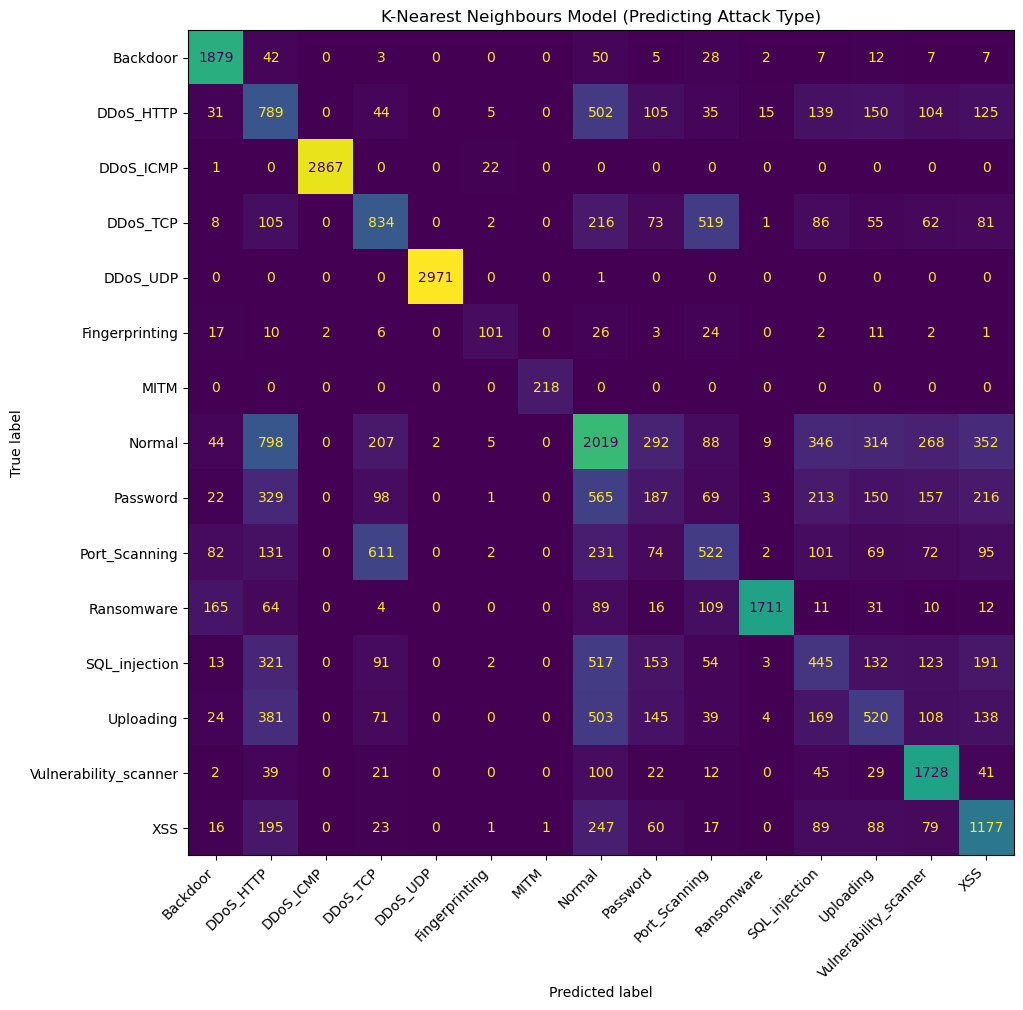 K-Nearest Neighbours Model (Predicting Attack Type)
Backdoor 1879 42 0 3 0 0 0 50 5 28 2 7 12 7 7
DDoS_HTTP 31 789 0 44 0 5 0 502 105 35 15 139 150 104 125
DDoS_ICMP 1 0 2867 0 0 22 0 0 0 0 0 0 0 0 0
DDoS_TCP 8 105 0 834 0 2 0 216 73 519 1 86 55 62 81
DDoS_UDP 0 0 0 0 2971 0 0 1 0 0 0 0 0 0 0
Fingerprinting 17 10 2 6 0 101 0 26 3 24 0 2 11 2 1
MITM 0 0 0 0 0 0 218 0 0 0 0 0 0 0 0
Normal 44 798 0 207 2 5 0 2019 292 88 9 346 314 268 352
Password 22 329 0 98 0 1 0 565 187 69 3 213 150 157 216
Port_Scanning 82 131 0 611 0 2 0 231 74 522 2 101 69 72 95
Ransomware 165 64 0 4 0 0 0 89 16 109 1711 11 31 10 12
SQL_injection 13 321 0 91 0 2 0 517 153 54 3 445 132 123 191
Uploading 24 381 0 71 0 0 0 503 145 39 4 169 520 108 138
Vulnerability_scanner 2 39 0 21 0 0 0 100 22 12 0 45 29 1728 41
XSS 16 195 0 23 0 1 1 247 60 17 0 89 88 79 1177
True label
Backdoor DDoS_HTTP DDoS_ICMP DDoS_TCP DDoS_UDP Fingerprinting MITM Normal Password Port_Scanning Ransomware SQL_injection Uploading Vulnerability_scanner XSS
Predicted label